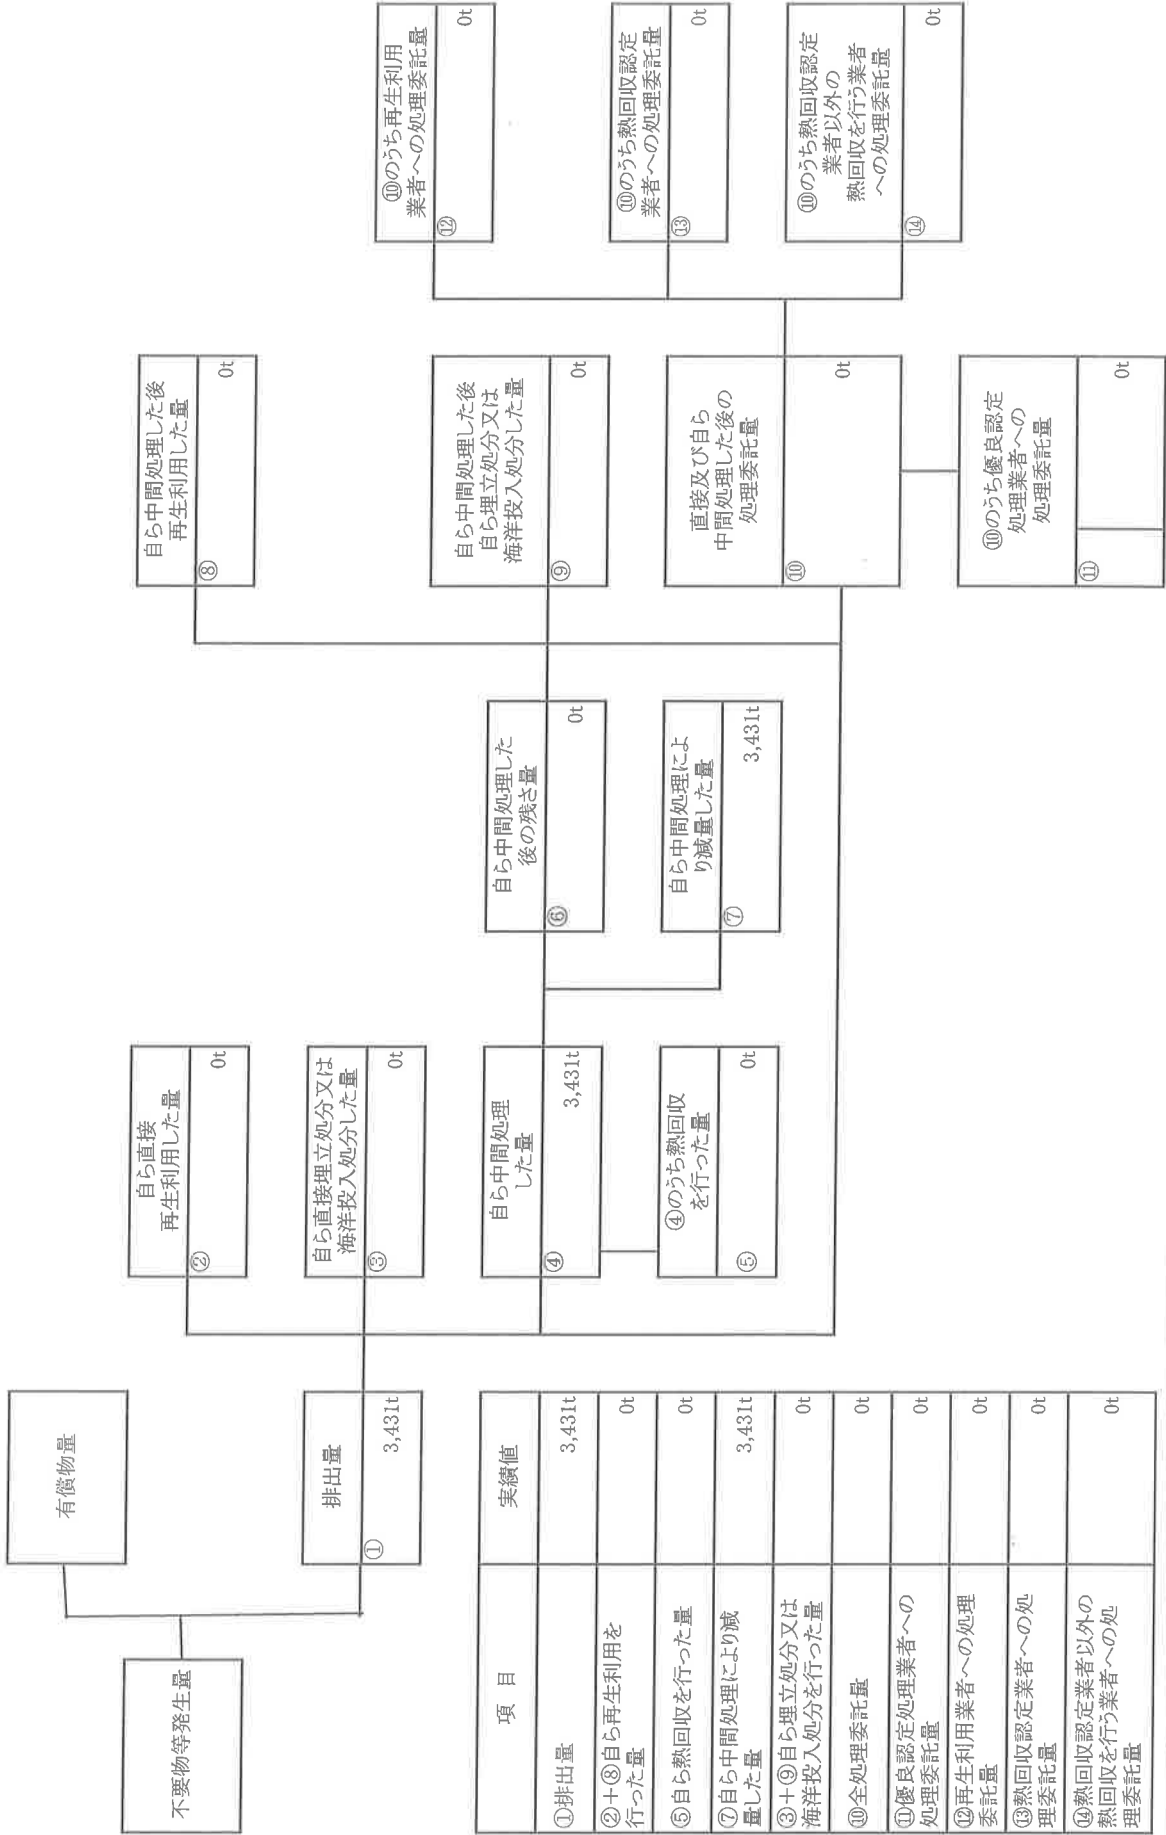 不要物等発生量
有償物量
排出量
①
3,431t
自ら直接
再生利用した量
②
0t
自ら直接埋立処分又は
海洋投入処分した量
③
0t
自ら中間処理
した量
④
3,431t
④のうち熱回収
を行った量
⑤
0t
自ら中間処理した
後の残さ量
⑥
0t
自ら中間処理によ
り減量した量
⑦
3,431t
自ら中間処理した後
再生利用した量
⑧
0t
自ら中間処理した後
自ら埋立処分又は
海洋投入処分した量
⑨
0t
直接及び自ら
中間処理した後の
処理委託量
⑩
0t
⑩のうち優良認定
処理業者への
処理委託量
⑪
0t
⑩のうち再生利用
業者への処理委託量
⑫
0t
⑩のうち熱回収認定
業者への処理委託量
⑬
0t
⑩のうち熱回収認定
業者以外の
熱回収を行う業者
への処理委託量
⑭
0t
項 目 実績値
①排出量 3,431t
②+⑧自ら再生利用を
行った量 0t
⑤自ら熱回収を行った量 0t
⑦自ら中間処理により減
量した量 3,431t
③+⑨自ら埋立処分又は
海洋投入処分を行った量 0t
⑩全処理委託量 0t
⑪優良認定処理業者への
処理委託量 0t
⑫再生利用業者への処理
委託量 0t
⑬熱回収認定業者への処
理委託量 0t
⑭熱回収認定業者以外の
熱回収を行う業者への処
理委託量 0t